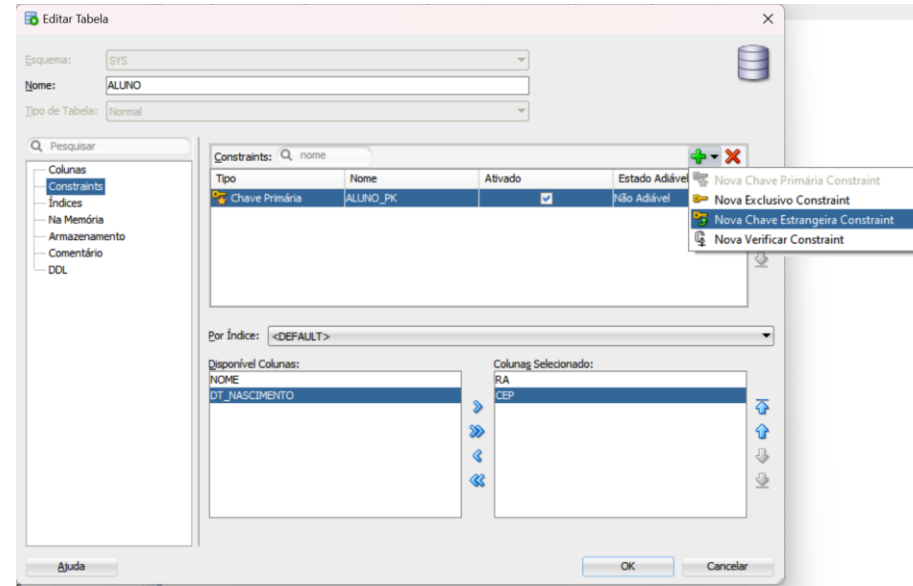 Editar Tabela
Esquema: SYS
Nome: ALUNO
Tipo de Tabela: Normal
Pesquisar
Colunas
Constraints
Índices
Na Memória
Armazenamento
Comentário
DDL
Constraints: nome
Tipo Nome Ativado Estado Adiável
Chave Primária ALUNO_PK Não Adiável
Nova Chave Primária Constraint
Nova Exclusivo Constraint
Nova Chave Estrangeira Constraint
Nova Verificar Constraint
Por Índice: <DEFAULT>
Disponível Colunas:
NOME
DT_NASCIMENTO
Colunas Selecionado:
RA
CEP
Ajuda
OK
Cancelar